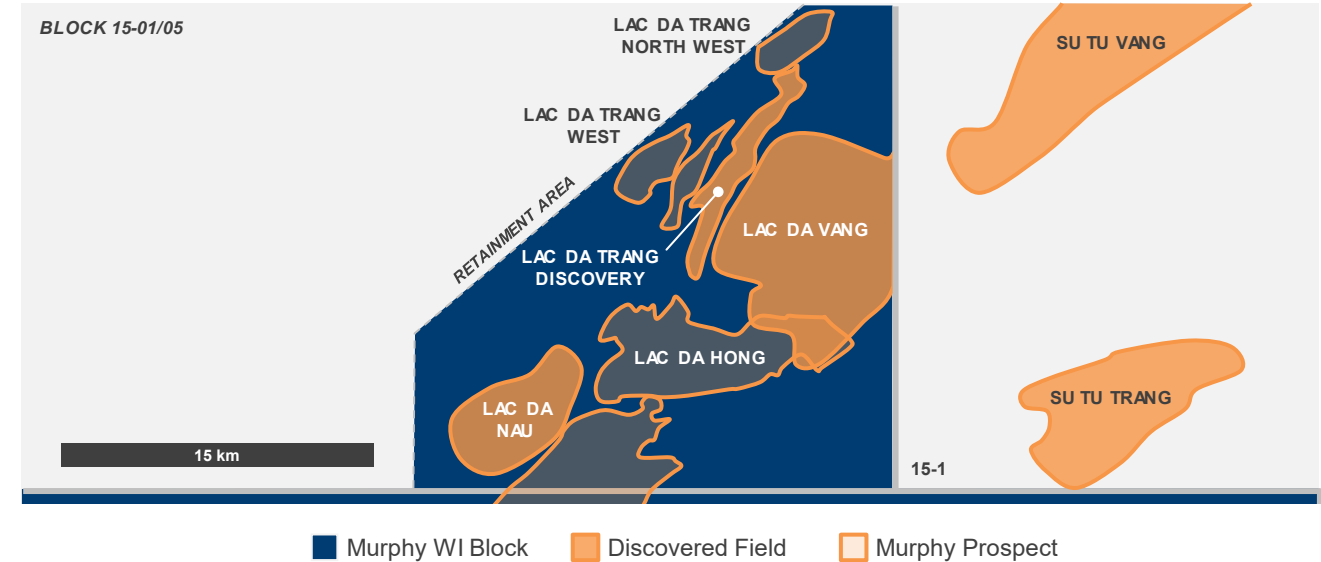 BLOCK 15-01/05
LAC DA TRANG
NORTH WEST
SU TU VANG
LAC DA TRANG
WEST
RETAINMENT AREA
LAC DA VANG
LAC DA TRANG
DISCOVERY
LAC DA HONG
LAC DA
NAU
SU TU TRANG
15 km
15-1
Murphy WI Block
Discovered Field
Murphy Prospect